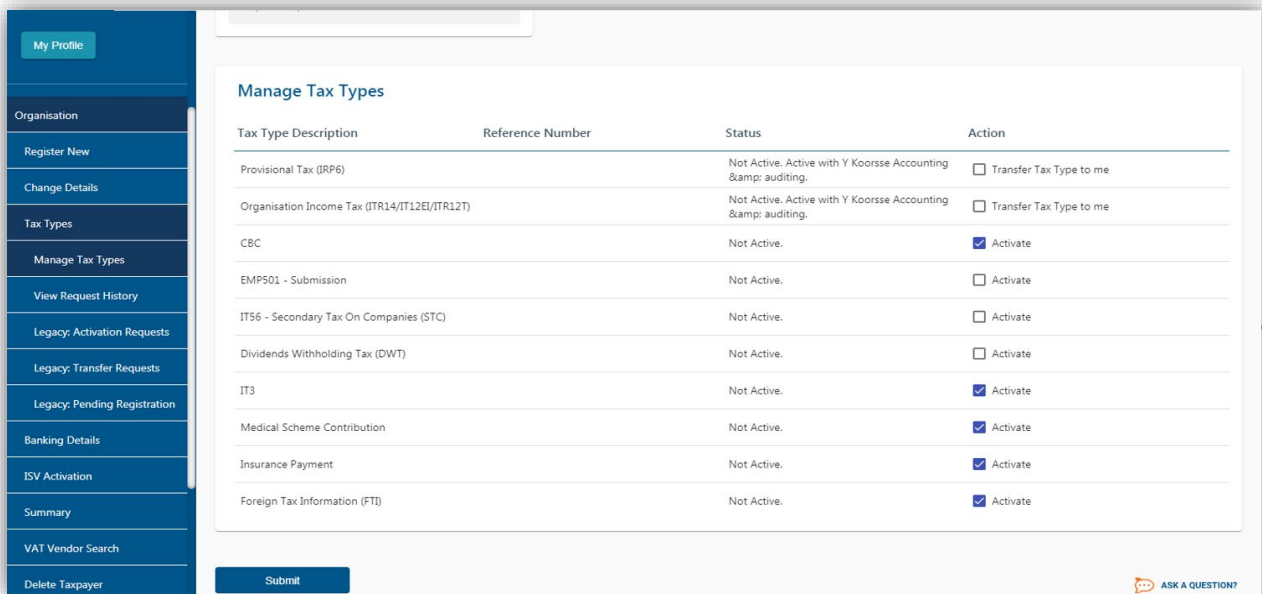 My Profile
Organisation
Register New
Change Details
Tax Types
Manage Tax Types
View Request History
Legacy: Activation Requests
Legacy: Transfer Requests
Legacy: Pending Registration
Banking Details
ISV Activation
Summary
VAT Vendor Search
Delete Taxpayer
Manage Tax Types
Tax Type Description Reference Number Status Action
Provisional Tax (IRP6) Not Active. Active with Y Koorsse Accounting &amp; auditing. Transfer Tax Type to me
Organisation Income Tax (ITR14/IT12EI/ITR12T) Not Active. Active with Y Koorsse Accounting &amp; auditing. Transfer Tax Type to me
CBC Not Active. Activate
EMP501 - Submission Not Active. Activate
IT56 - Secondary Tax On Companies (STC) Not Active. Activate
Dividends Withholding Tax (DWT) Not Active. Activate
IT3 Not Active. Activate
Medical Scheme Contribution Not Active. Activate
Insurance Payment Not Active. Activate
Foreign Tax Information (FTI) Not Active. Activate
Submit
ASK A QUESTION?